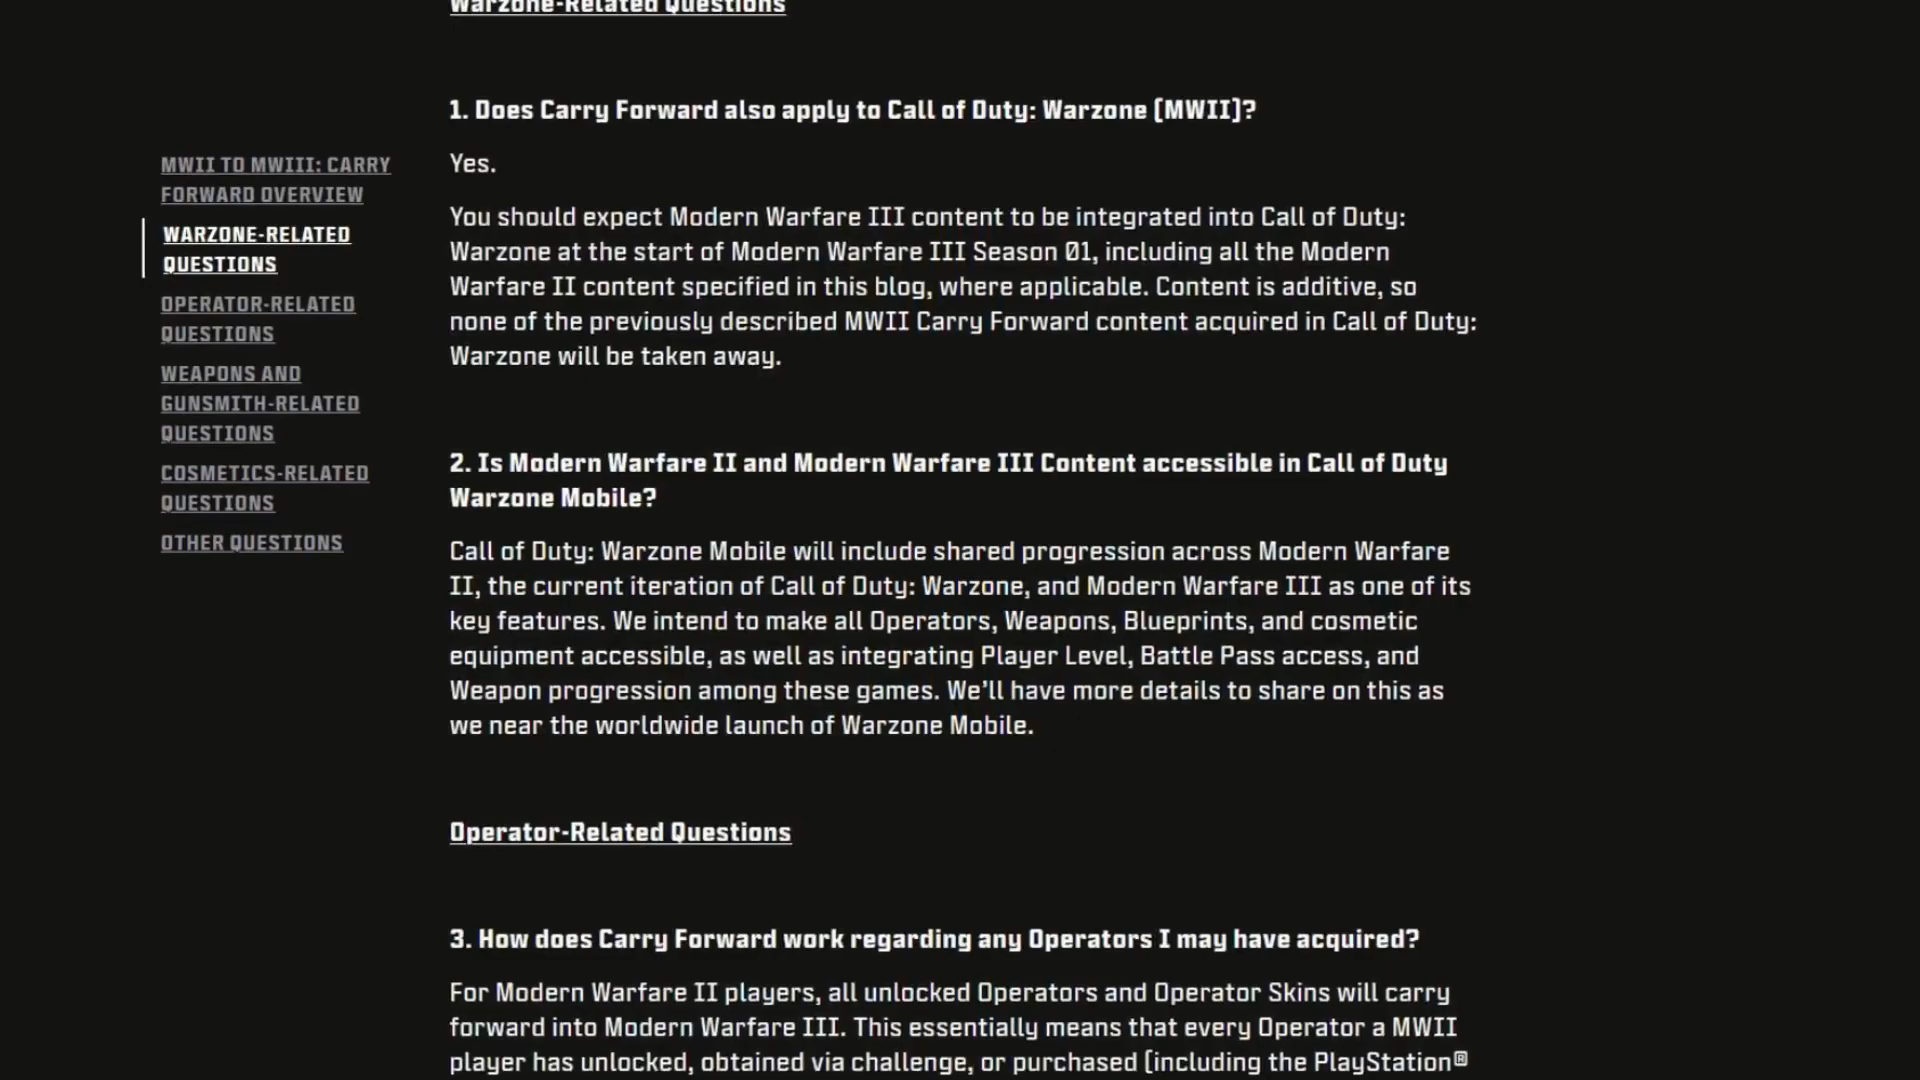 Warzone-Related Questions
1. Does Carry Forward also apply to Call of Duty: Warzone (MWII)?
Yes.
You should expect Modern Warfare III content to be integrated into Call of Duty:
Warzone at the start of Modern Warfare III Season 01, including all the Modern
Warfare II content specified in this blog, where applicable. Content is additive, so
none of the previously described MWII Carry Forward content acquired in Call of Duty:
Warzone will be taken away.
2. Is Modern Warfare II and Modern Warfare III Content accessible in Call of Duty
Warzone Mobile?
Call of Duty: Warzone Mobile will include shared progression across Modern Warfare
II, the current iteration of Call of Duty: Warzone, and Modern Warfare III as one of its
key features. We intend to make all Operators, Weapons, Blueprints, and cosmetic
equipment accessible, as well as integrating Player Level, Battle Pass access, and
Weapon progression among these games. We’ll have more details to share on this as
we near the worldwide launch of Warzone Mobile.
Operator-Related Questions
3. How does Carry Forward work regarding any Operators I may have acquired?
For Modern Warfare II players, all unlocked Operators and Operator Skins will carry
forward into Modern Warfare III. This essentially means that every Operator a MWII
player has unlocked, obtained via challenge, or purchased (including the PlayStation®
MWII TO MWIII: CARRY
FORWARD OVERVIEW
WARZONE-RELATED
QUESTIONS
OPERATOR-RELATED
QUESTIONS
WEAPONS AND
GUNSMITH-RELATED
QUESTIONS
COSMETICS-RELATED
QUESTIONS
OTHER QUESTIONS